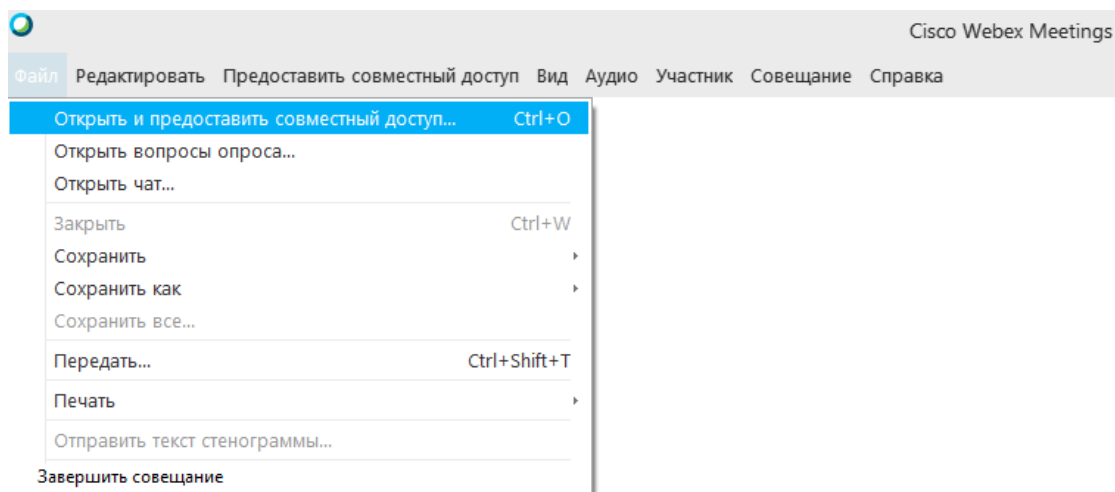 Cisco Webex Meetings
Файл Редактировать Предоставить совместный доступ Вид Аудио Участник Совещание Справка
Открыть и предоставить совместный доступ... Ctrl+O
Открыть вопросы опроса...
Открыть чат...
Закрыть Ctrl+W
Сохранить
Сохранить как
Сохранить все...
Передать... Ctrl+Shift+T
Печать
Отправить текст стенограммы...
Завершить совещание